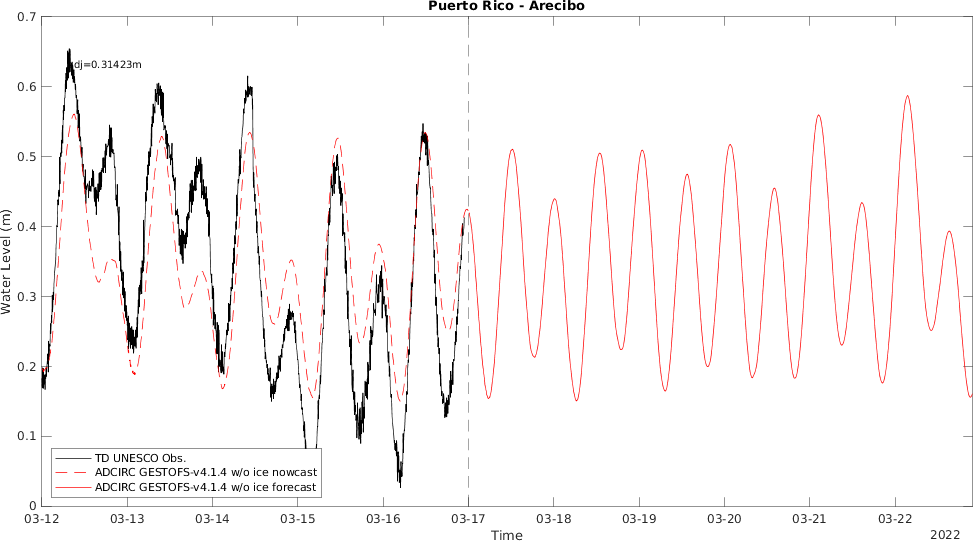 Puerto Rico - Arecibo
0.7
dj=0.31423m
0.6
0.5
0.4
0.3
0.2
0.1
0
Water Level (m)
TD UNESCO Obs.
ADCIRC GESTOFS-v4.1.4 w/o ice nowcast
ADCIRC GESTOFS-v4.1.4 w/o ice forecast
03-12 03-13 03-14 03-15 03-16 03-17 03-18 03-19 03-20 03-21 03-22
Time
2022